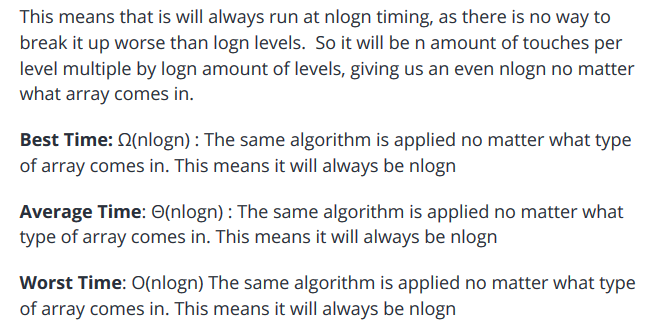 This means that is will always run at nlogn timing, as there is no way to
break it up worse than logn levels.  So it will be n amount of touches per
level multiple by logn amount of levels, giving us an even nlogn no matter
what array comes in.
Best Time: Ω(nlogn) : The same algorithm is applied no matter what type
of array comes in. This means it will always be nlogn
Average Time: Θ(nlogn) : The same algorithm is applied no matter what
type of array comes in. This means it will always be nlogn
Worst Time: O(nlogn) The same algorithm is applied no matter what type
of array comes in. This means it will always be nlogn